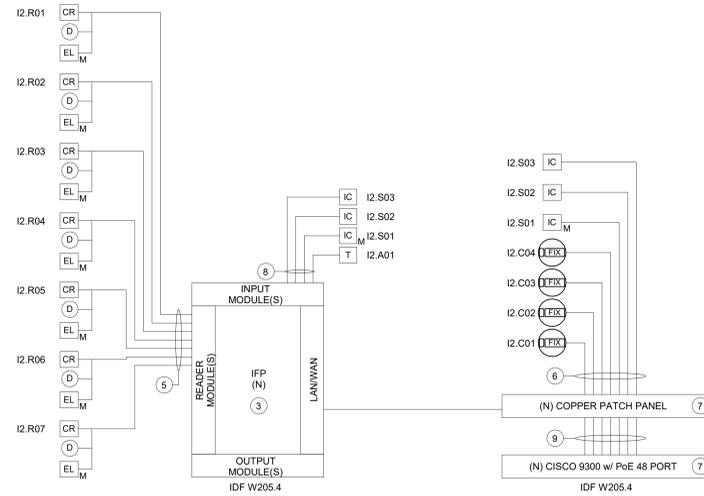 I2.R01
CR
D
EL
M
I2.R02
CR
D
EL
M
I2.R03
CR
D
EL
M
I2.R04
CR
D
EL
M
I2.R05
CR
D
EL
M
I2.R06
CR
D
EL
M
I2.R07
CR
D
EL
M
5
IC I2.S03
IC I2.S02
IC M I2.S01
T I2.A01
8
INPUT
MODULE(S)
READER
MODULE(S)
IFP
(N)
3
LAN/WAN
OUTPUT
MODULE(S)
IDF W205.4
I2.S03 IC
I2.S02 IC
I2.S01 IC M
I2.C04 FIX
I2.C03 FIX
I2.C02 FIX
I2.C01 FIX
6
(N) COPPER PATCH PANEL 7
9
(N) CISCO 9300 w/ PoE 48 PORT 7
IDF W205.4